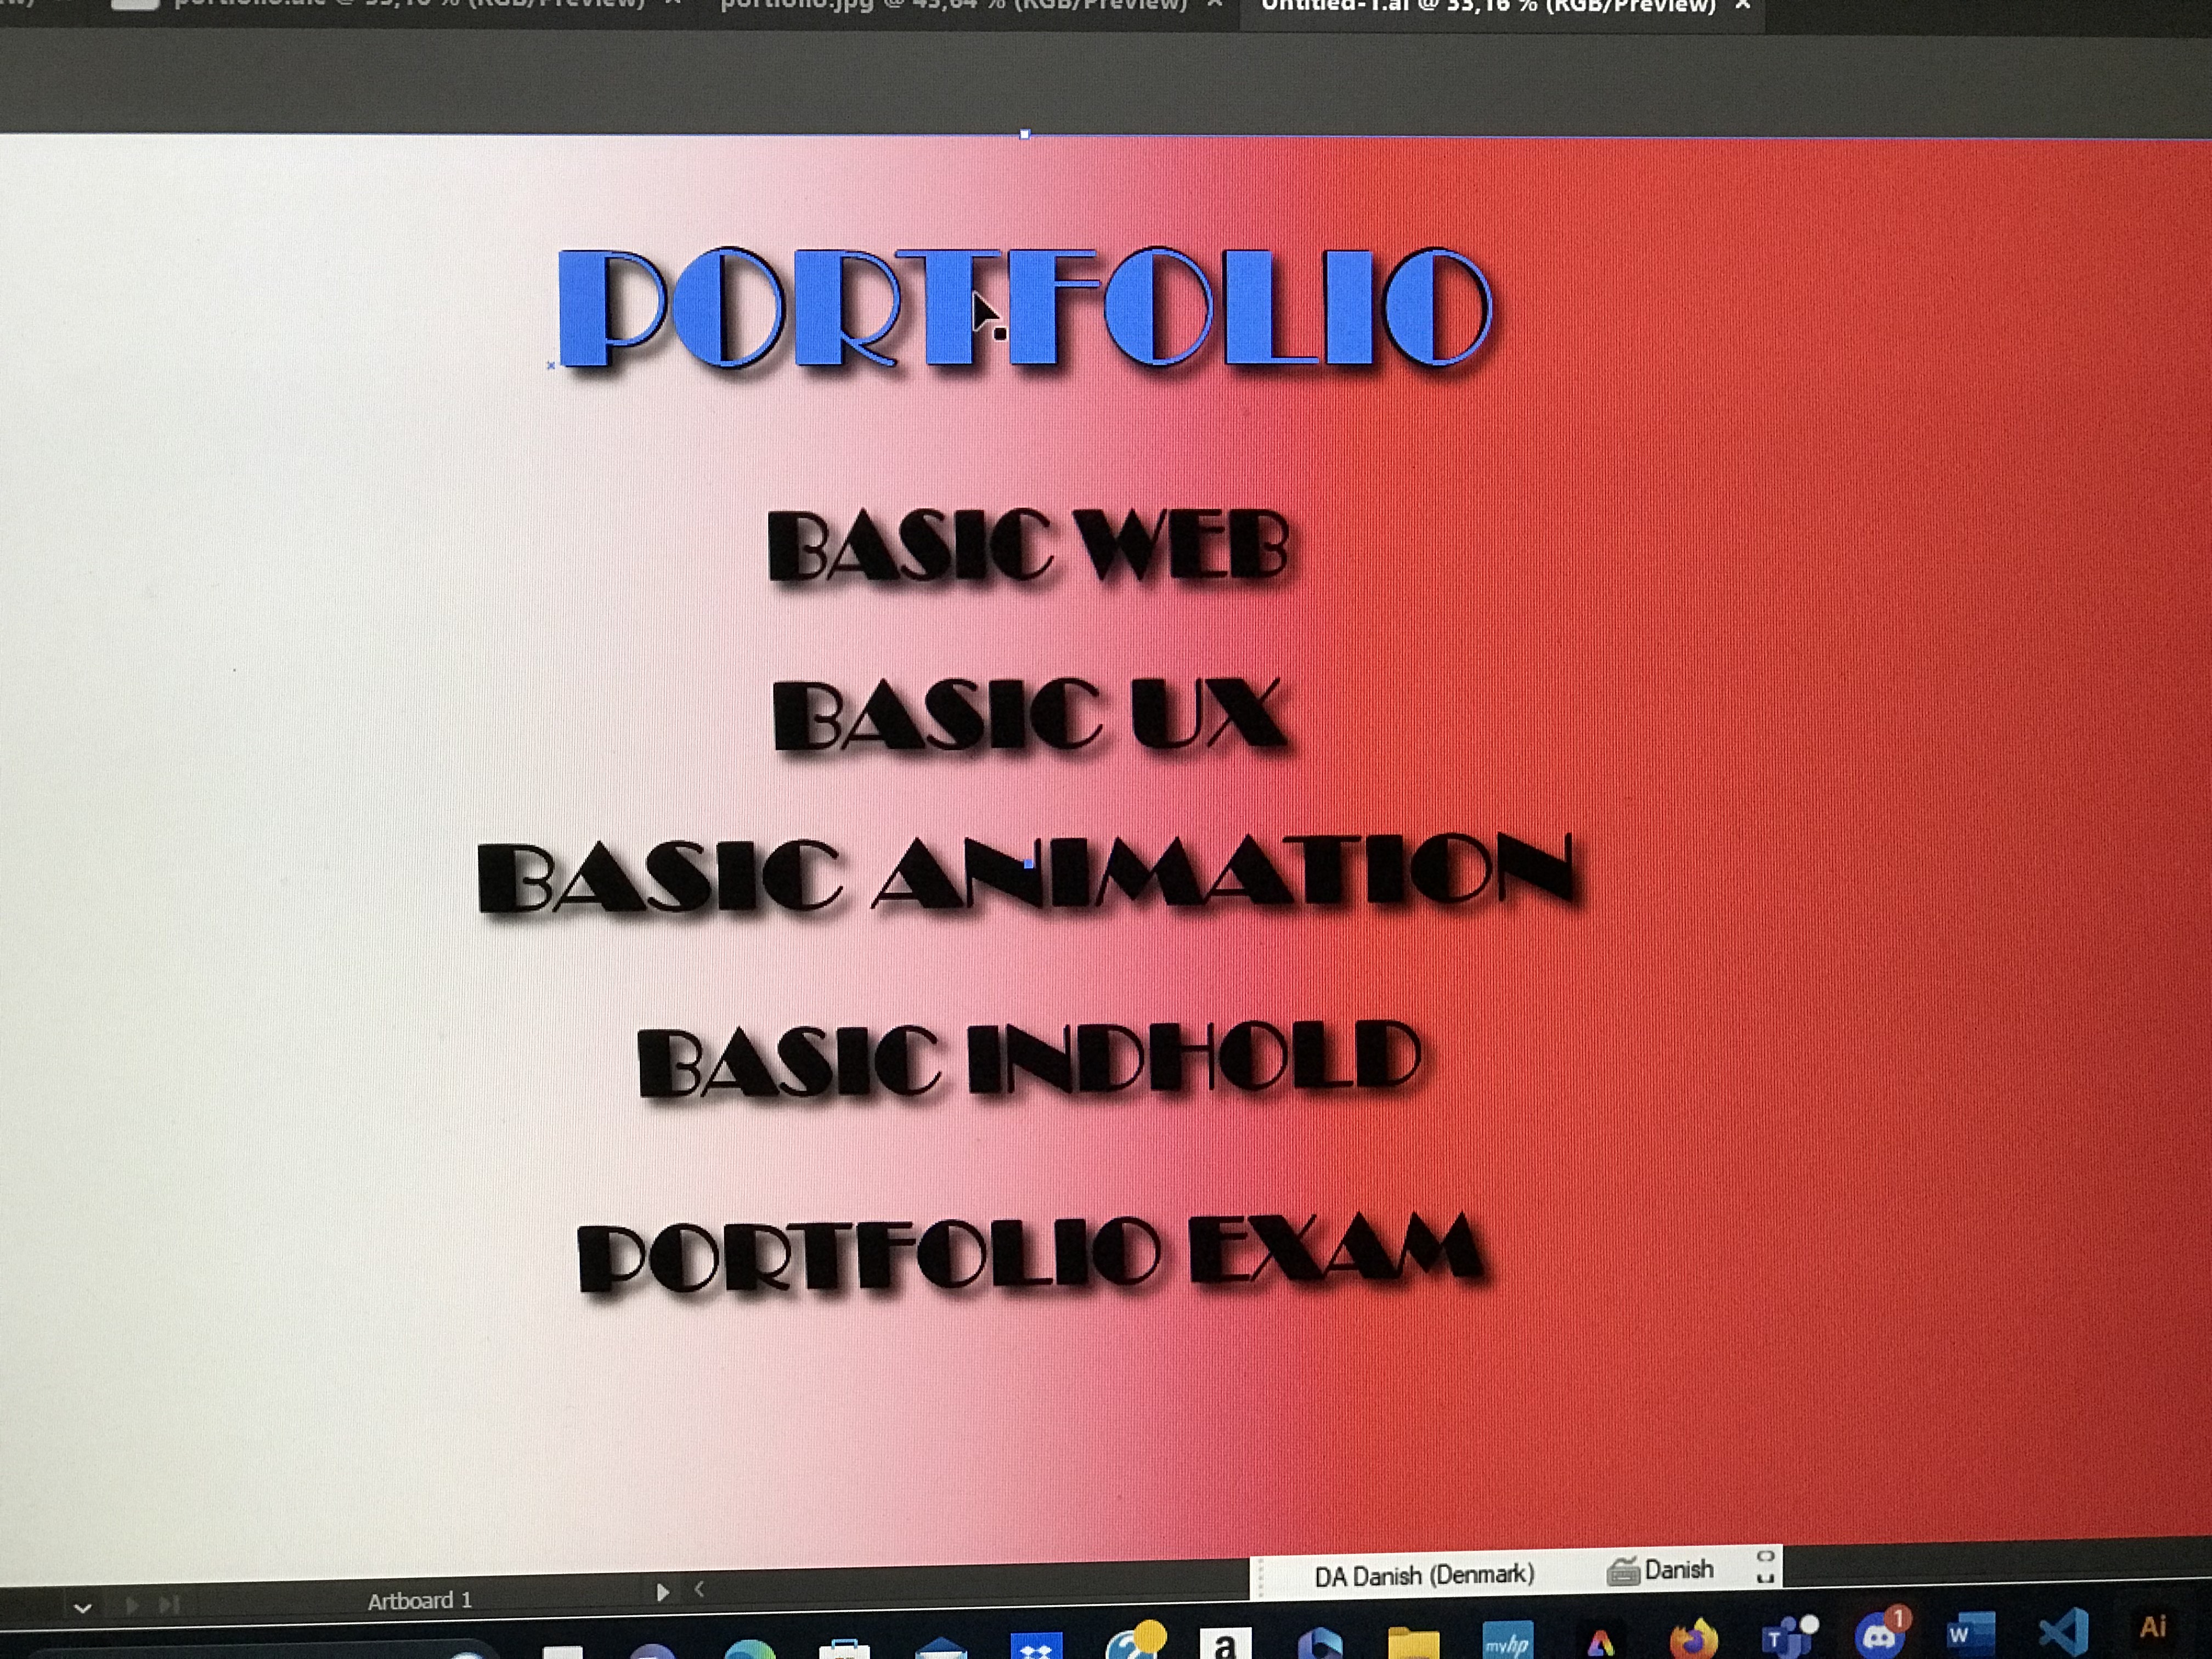 portfolio.aic @ 33,16 % (RGB/Preview) × portfolio.jpg @ 43,64 % (RGB/Preview) × Untitled-1.ai @ 33,16 % (RGB/Preview) ×
PORTFOLIO
BASIC WEB
BASIC UX
BASIC ANIMATION
BASIC INDHOLD
PORTFOLIO EXAM
DA Danish (Denmark) Danish
Artboard 1
a myhp T 1 W Ai